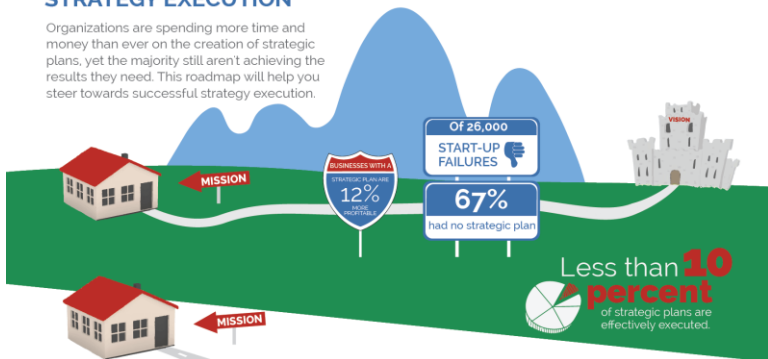 STRATEGY EXECUTION
Organizations are spending more time and
money than ever on the creation of strategic
plans, yet the majority still aren't achieving the
results they need. This roadmap will help you
steer towards successful strategy execution.
MISSION
BUSINESSES WITH A
STRATEGIC PLAN ARE
12%
MORE
PROFITABLE
Of 26,000
START-UP
FAILURES
67%
had no strategic plan
VISION
Less than 10
percent
of strategic plans are
effectively executed.
MISSION